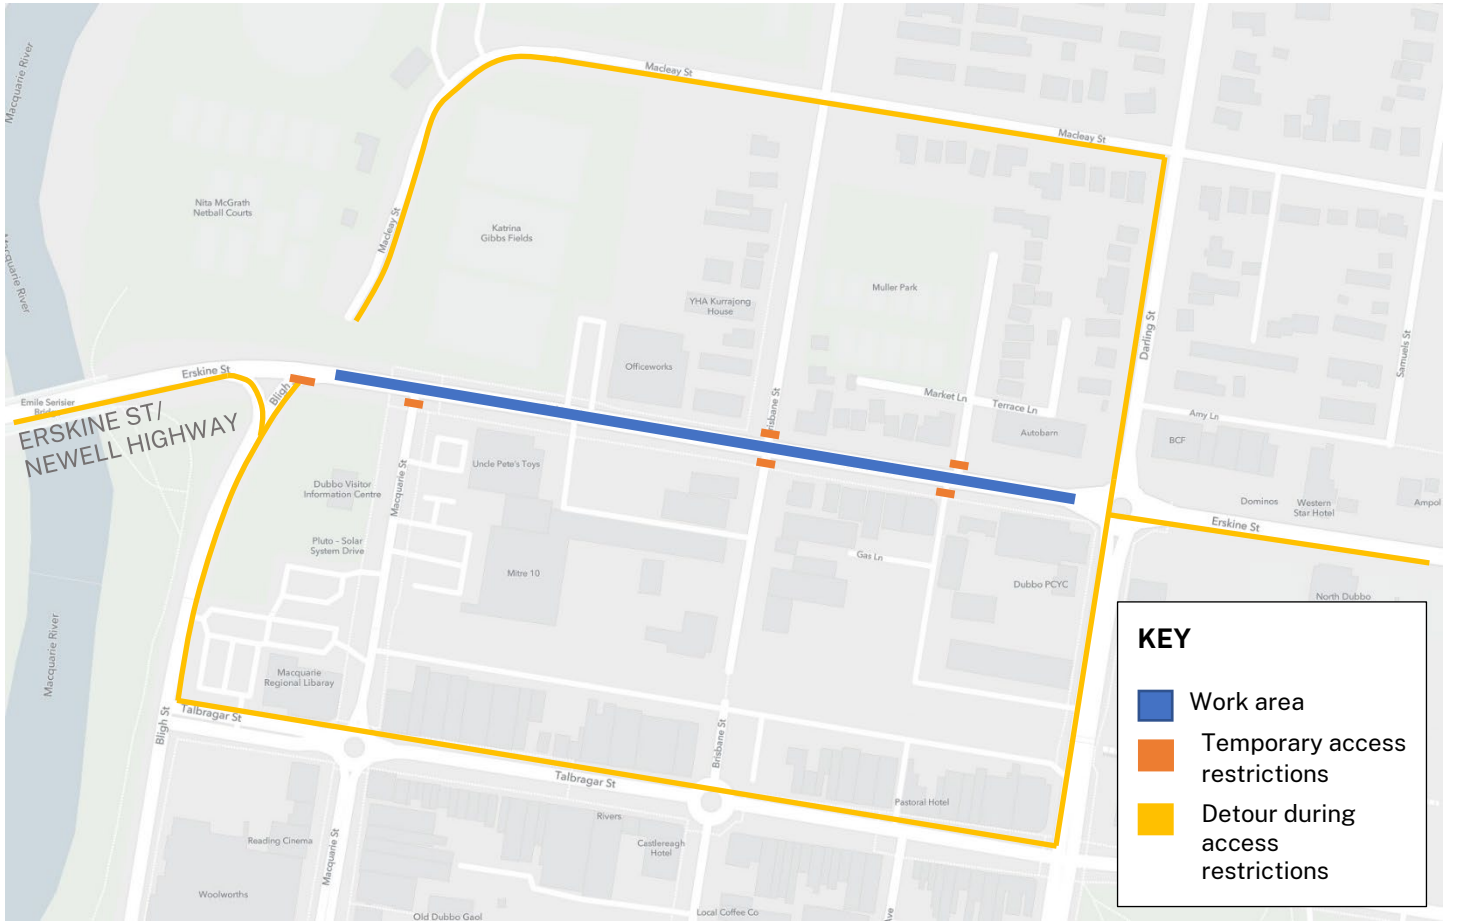 Macquarie River
Macquarie River
Macquarie River
Macleay St
Macleay St
Macleay St
Nita McGrath
Netball Courts
Katrina
Gibbs Fields
YHA Kurrajong
House
Muller Park
Darling St
Samuels St
Officeworks
Erskine St
Bligh
Emile Serisier
ERSKINE ST/
NEWELL HIGHWAY
Market Ln
Terrace Ln
Amy Ln
Autobarn
BCF
Uncle Pete's Toys
Macquarie St
Dubbo Visitor
Information Centre
Dominos
Western
Star Hotel
Ampol
Erskine St
Pluto - Solar
System Drive
Mitre 10
Gas Ln
Dubbo PCYC
North Dubbo
Macquarie
Regional Libaray
Talbragar St
Bligh St
Brisbane St
Talbragar St
Pastoral Hotel
Rivers
Castlereagh
Hotel
Reading Cinema
Macquarie St
Woolworths
Old Dubbo Gaol
Local Coffee Co
KEY
Work area
Temporary access
restrictions
Detour during
access
restrictions